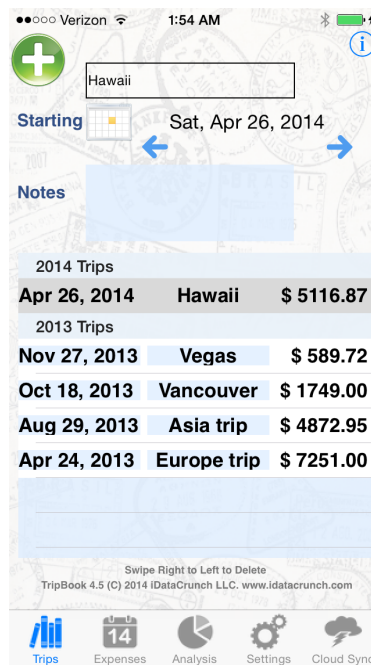 Verizon 1:54 AM
Hawaii
Starting Sat, Apr 26, 2014
2007
Notes
2014 Trips
Apr 26, 2014 Hawaii $ 5116.87
2013 Trips
Nov 27, 2013 Vegas $ 589.72
Oct 18, 2013 Vancouver $ 1749.00
Aug 29, 2013 Asia trip $ 4872.95
Apr 24, 2013 Europe trip $ 7251.00
Swipe Right to Left to Delete
TripBook 4.5 (C) 2014 iDataCrunch LLC. www.idatacrunch.com
14
Trips Expenses Analysis Settings Cloud Sync